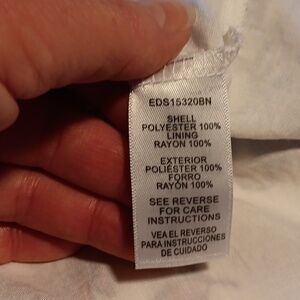 EDS15320BN
SHELL
POLYESTER 100%
LINING
RAYON 100%
EXTERIOR
POLIÉSTER 100%
FORRO
RAYÓN 100%
SEE REVERSE
FOR CARE
INSTRUCTIONS
VEA EL REVERSO
PARA INSTRUCCIONES
DE CUIDADO